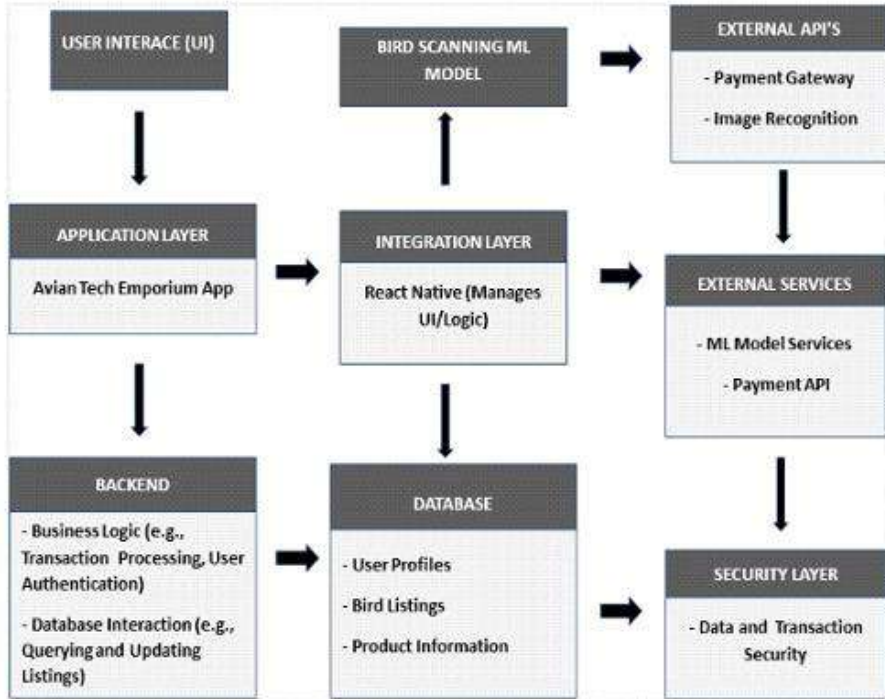 USER INTERACE (UI)
BIRD SCANNING ML
MODEL
EXTERNAL API'S
- Payment Gateway
- Image Recognition
APPLICATION LAYER
Avian Tech Emporium App
INTEGRATION LAYER
React Native (Manages
UI/Logic)
EXTERNAL SERVICES
- ML Model Services
- Payment API
BACKEND
- Business Logic (e.g.,
Transaction Processing, User
Authentication)
- Database Interaction (e.g.,
Querying and Updating
Listings)
DATABASE
- User Profiles
- Bird Listings
- Product Information
SECURITY LAYER
- Data and Transaction
Security